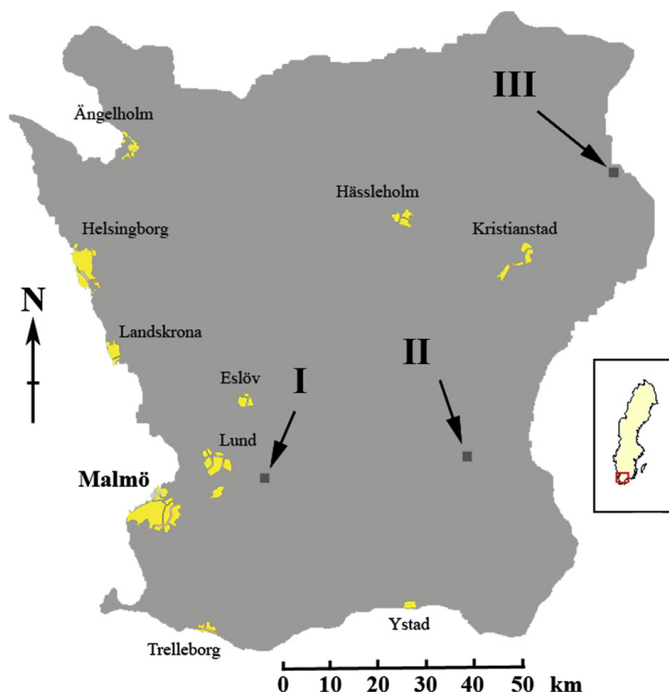 III
Ängelholm
Hässleholm
Kristianstad
Helsingborg
N
Landskrona
II
Eslöv
I
Lund
Malmö
Ystad
Trelleborg
0 10 20 30 40 50 km